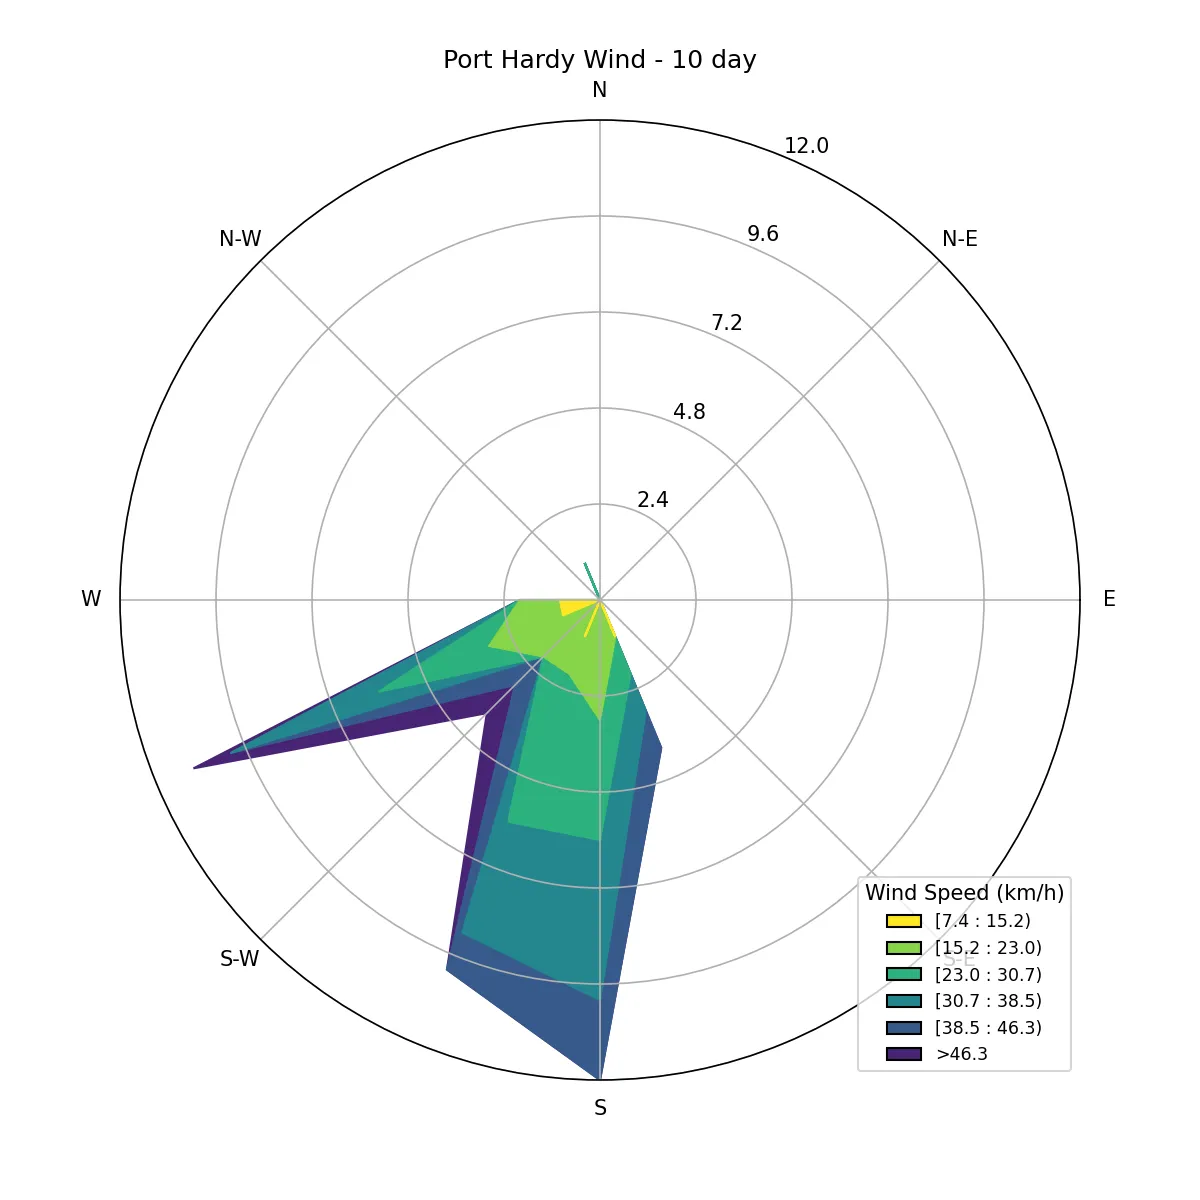 Port Hardy Wind - 10 day
N
12.0
N-W
N-E
9.6
7.2
4.8
2.4
W
E
S-W
S-E
S
Wind Speed (km/h)
[7.4 : 15.2)
[15.2 : 23.0)
[23.0 : 30.7)
[30.7 : 38.5)
[38.5 : 46.3)
>46.3